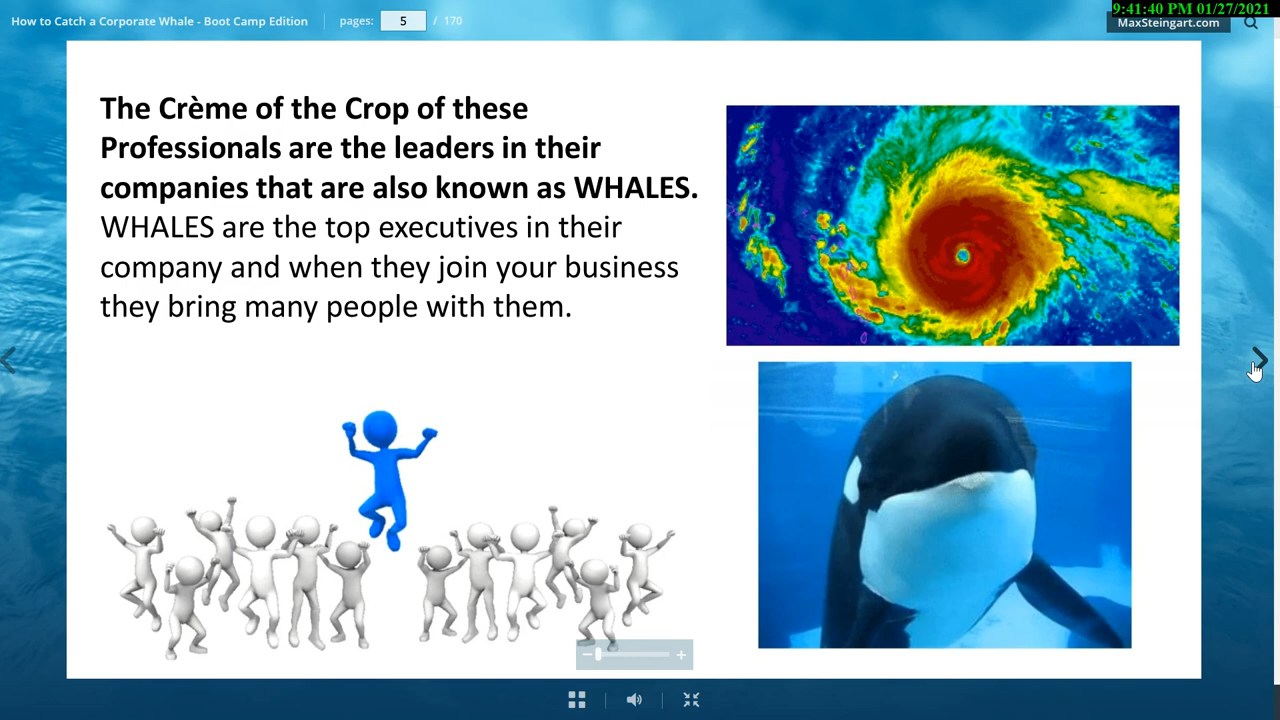 9:41:40 PM 01/27/2021
How to Catch a Corporate Whale - Boot Camp Edition
pages: 5 / 170
MaxSteingart.com
The Crème of the Crop of these
Professionals are the leaders in their
companies that are also known as WHALES.
WHALES are the top executives in their
company and when they join your business
they bring many people with them.